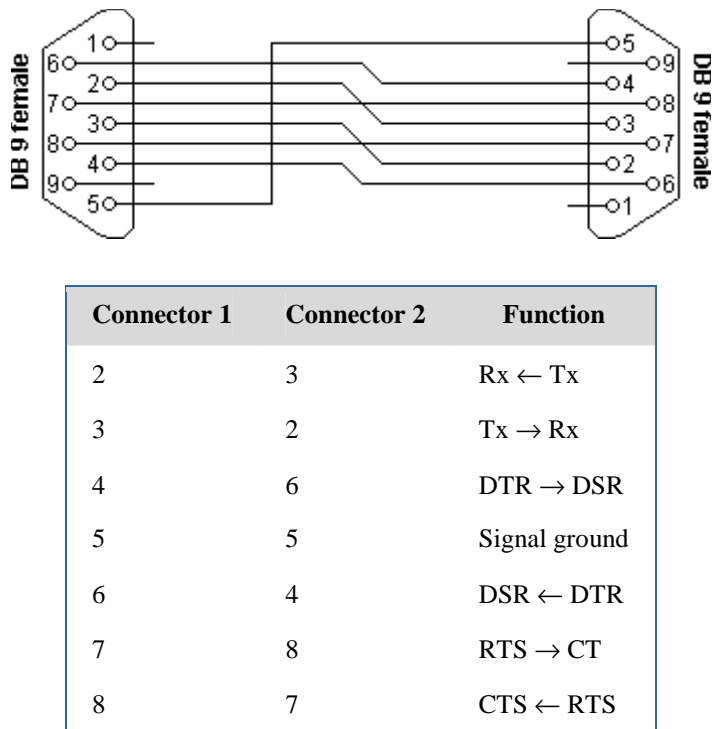 DB 9 female
1
6
2
7
3
8
4
9
5
5
9
4
8
3
7
2
6
1
DB 9 female
Connector 1 Connector 2 Function
2 3 Rx ← Tx
3 2 Tx → Rx
4 6 DTR → DSR
5 5 Signal ground
6 4 DSR ← DTR
7 8 RTS → CT
8 7 CTS ← RTS